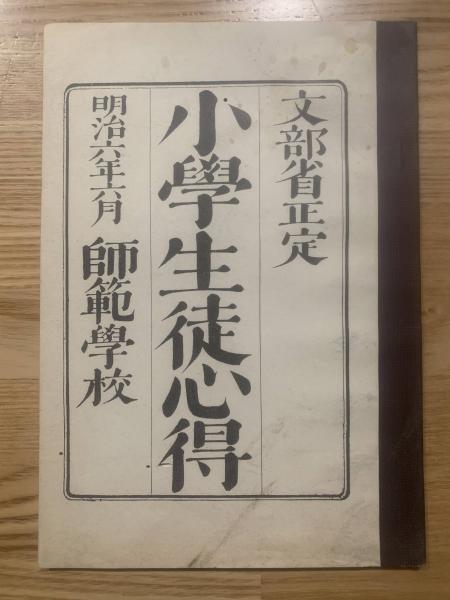 文部省正定
小學生徒心得
明治六年六月 師範學校